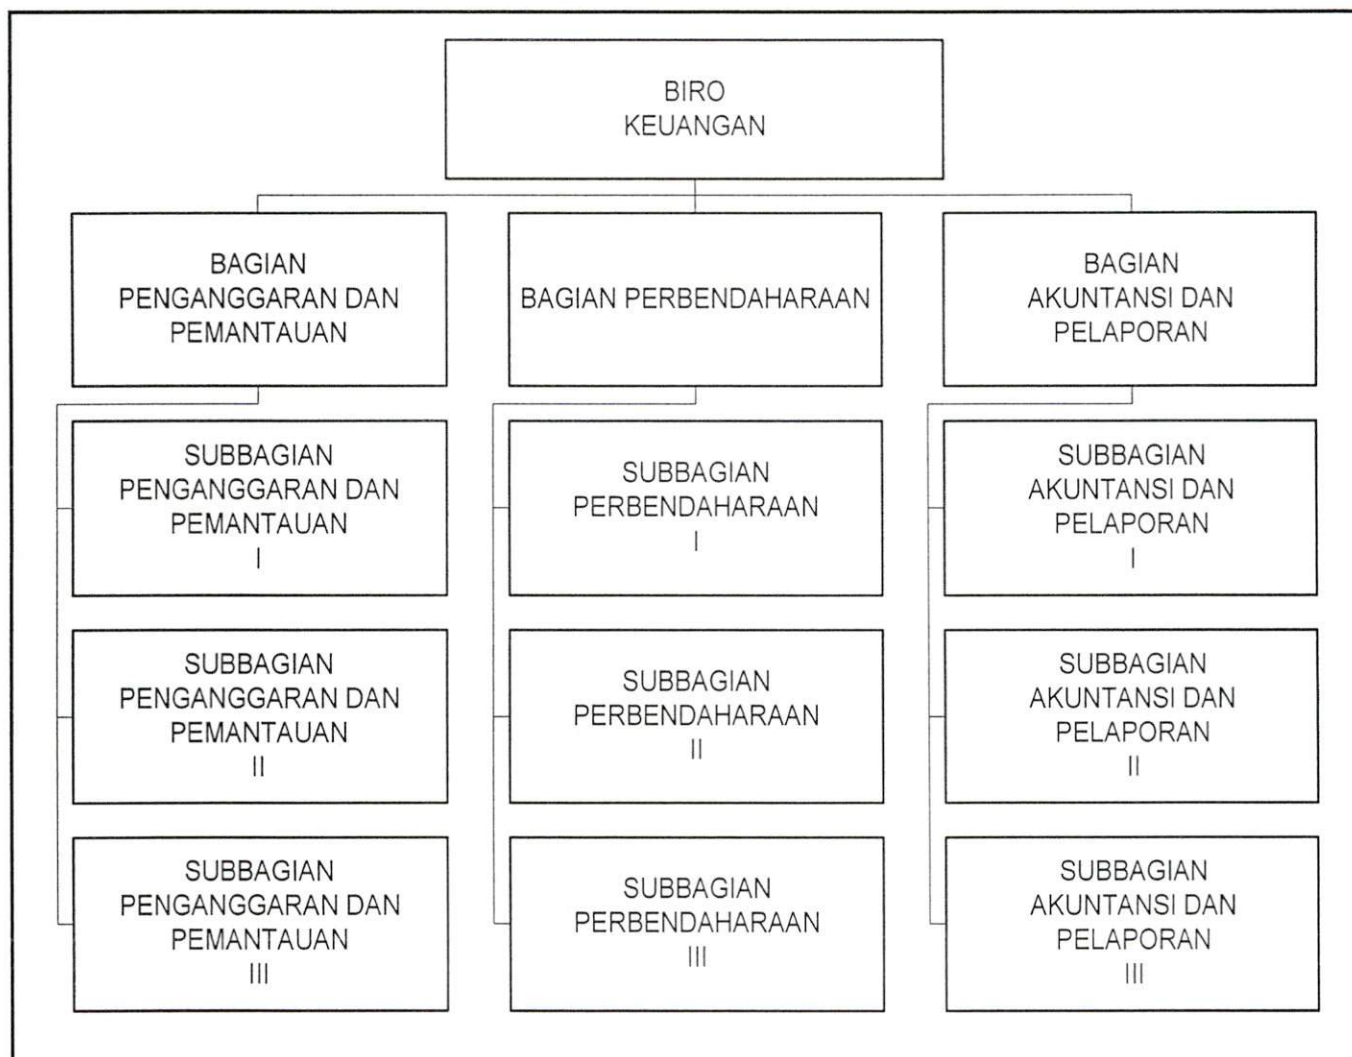 BIRO
KEUANGAN
BAGIAN
PENGANGGARAN DAN
PEMANTAUAN
BAGIAN PERBENDAHARAAN
BAGIAN
AKUNTANSI DAN
PELAPORAN
SUBBAGIAN
PENGANGGARAN DAN
PEMANTAUAN
I
SUBBAGIAN
PERBENDAHARAAN
I
SUBBAGIAN
AKUNTANSI DAN
PELAPORAN
I
SUBBAGIAN
PENGANGGARAN DAN
PEMANTAUAN
II
SUBBAGIAN
PERBENDAHARAAN
II
SUBBAGIAN
AKUNTANSI DAN
PELAPORAN
II
SUBBAGIAN
PENGANGGARAN DAN
PEMANTAUAN
III
SUBBAGIAN
PERBENDAHARAAN
III
SUBBAGIAN
AKUNTANSI DAN
PELAPORAN
III